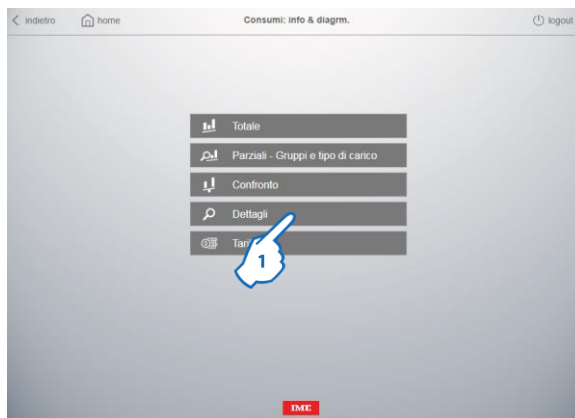 indietro home Consumi: info & diagrm. logout
Totale
Parziali - Gruppi e tipo di carico
Confronto
Dettagli
1
IME